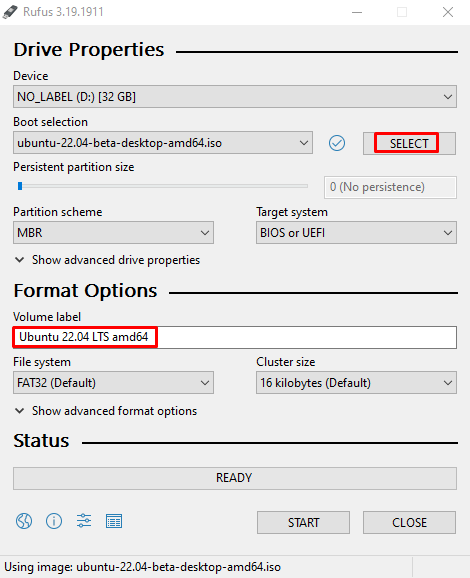 Rufus 3.19.1911
Drive Properties
Device
NO_LABEL (D:) [32 GB]
Boot selection
ubuntu-22.04-beta-desktop-amd64.iso
SELECT
Persistent partition size
0 (No persistence)
Partition scheme Target system
MBR BIOS or UEFI
Show advanced drive properties
Format Options
Volume label
Ubuntu 22.04 LTS amd64
File system Cluster size
FAT32 (Default) 16 kilobytes (Default)
Show advanced format options
Status
READY
START CLOSE
Using image: ubuntu-22.04-beta-desktop-amd64.iso